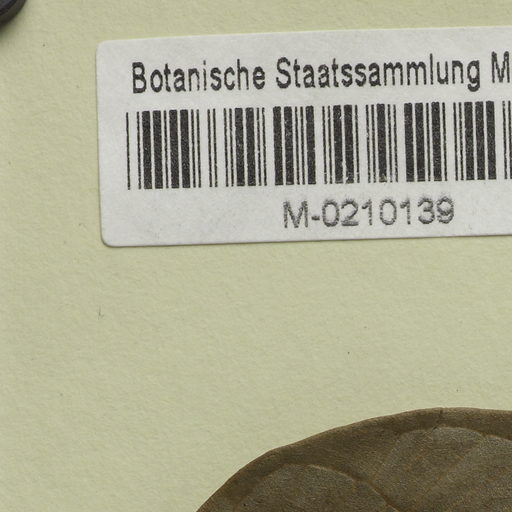 Botanische Staatssammlung M
M-0210139